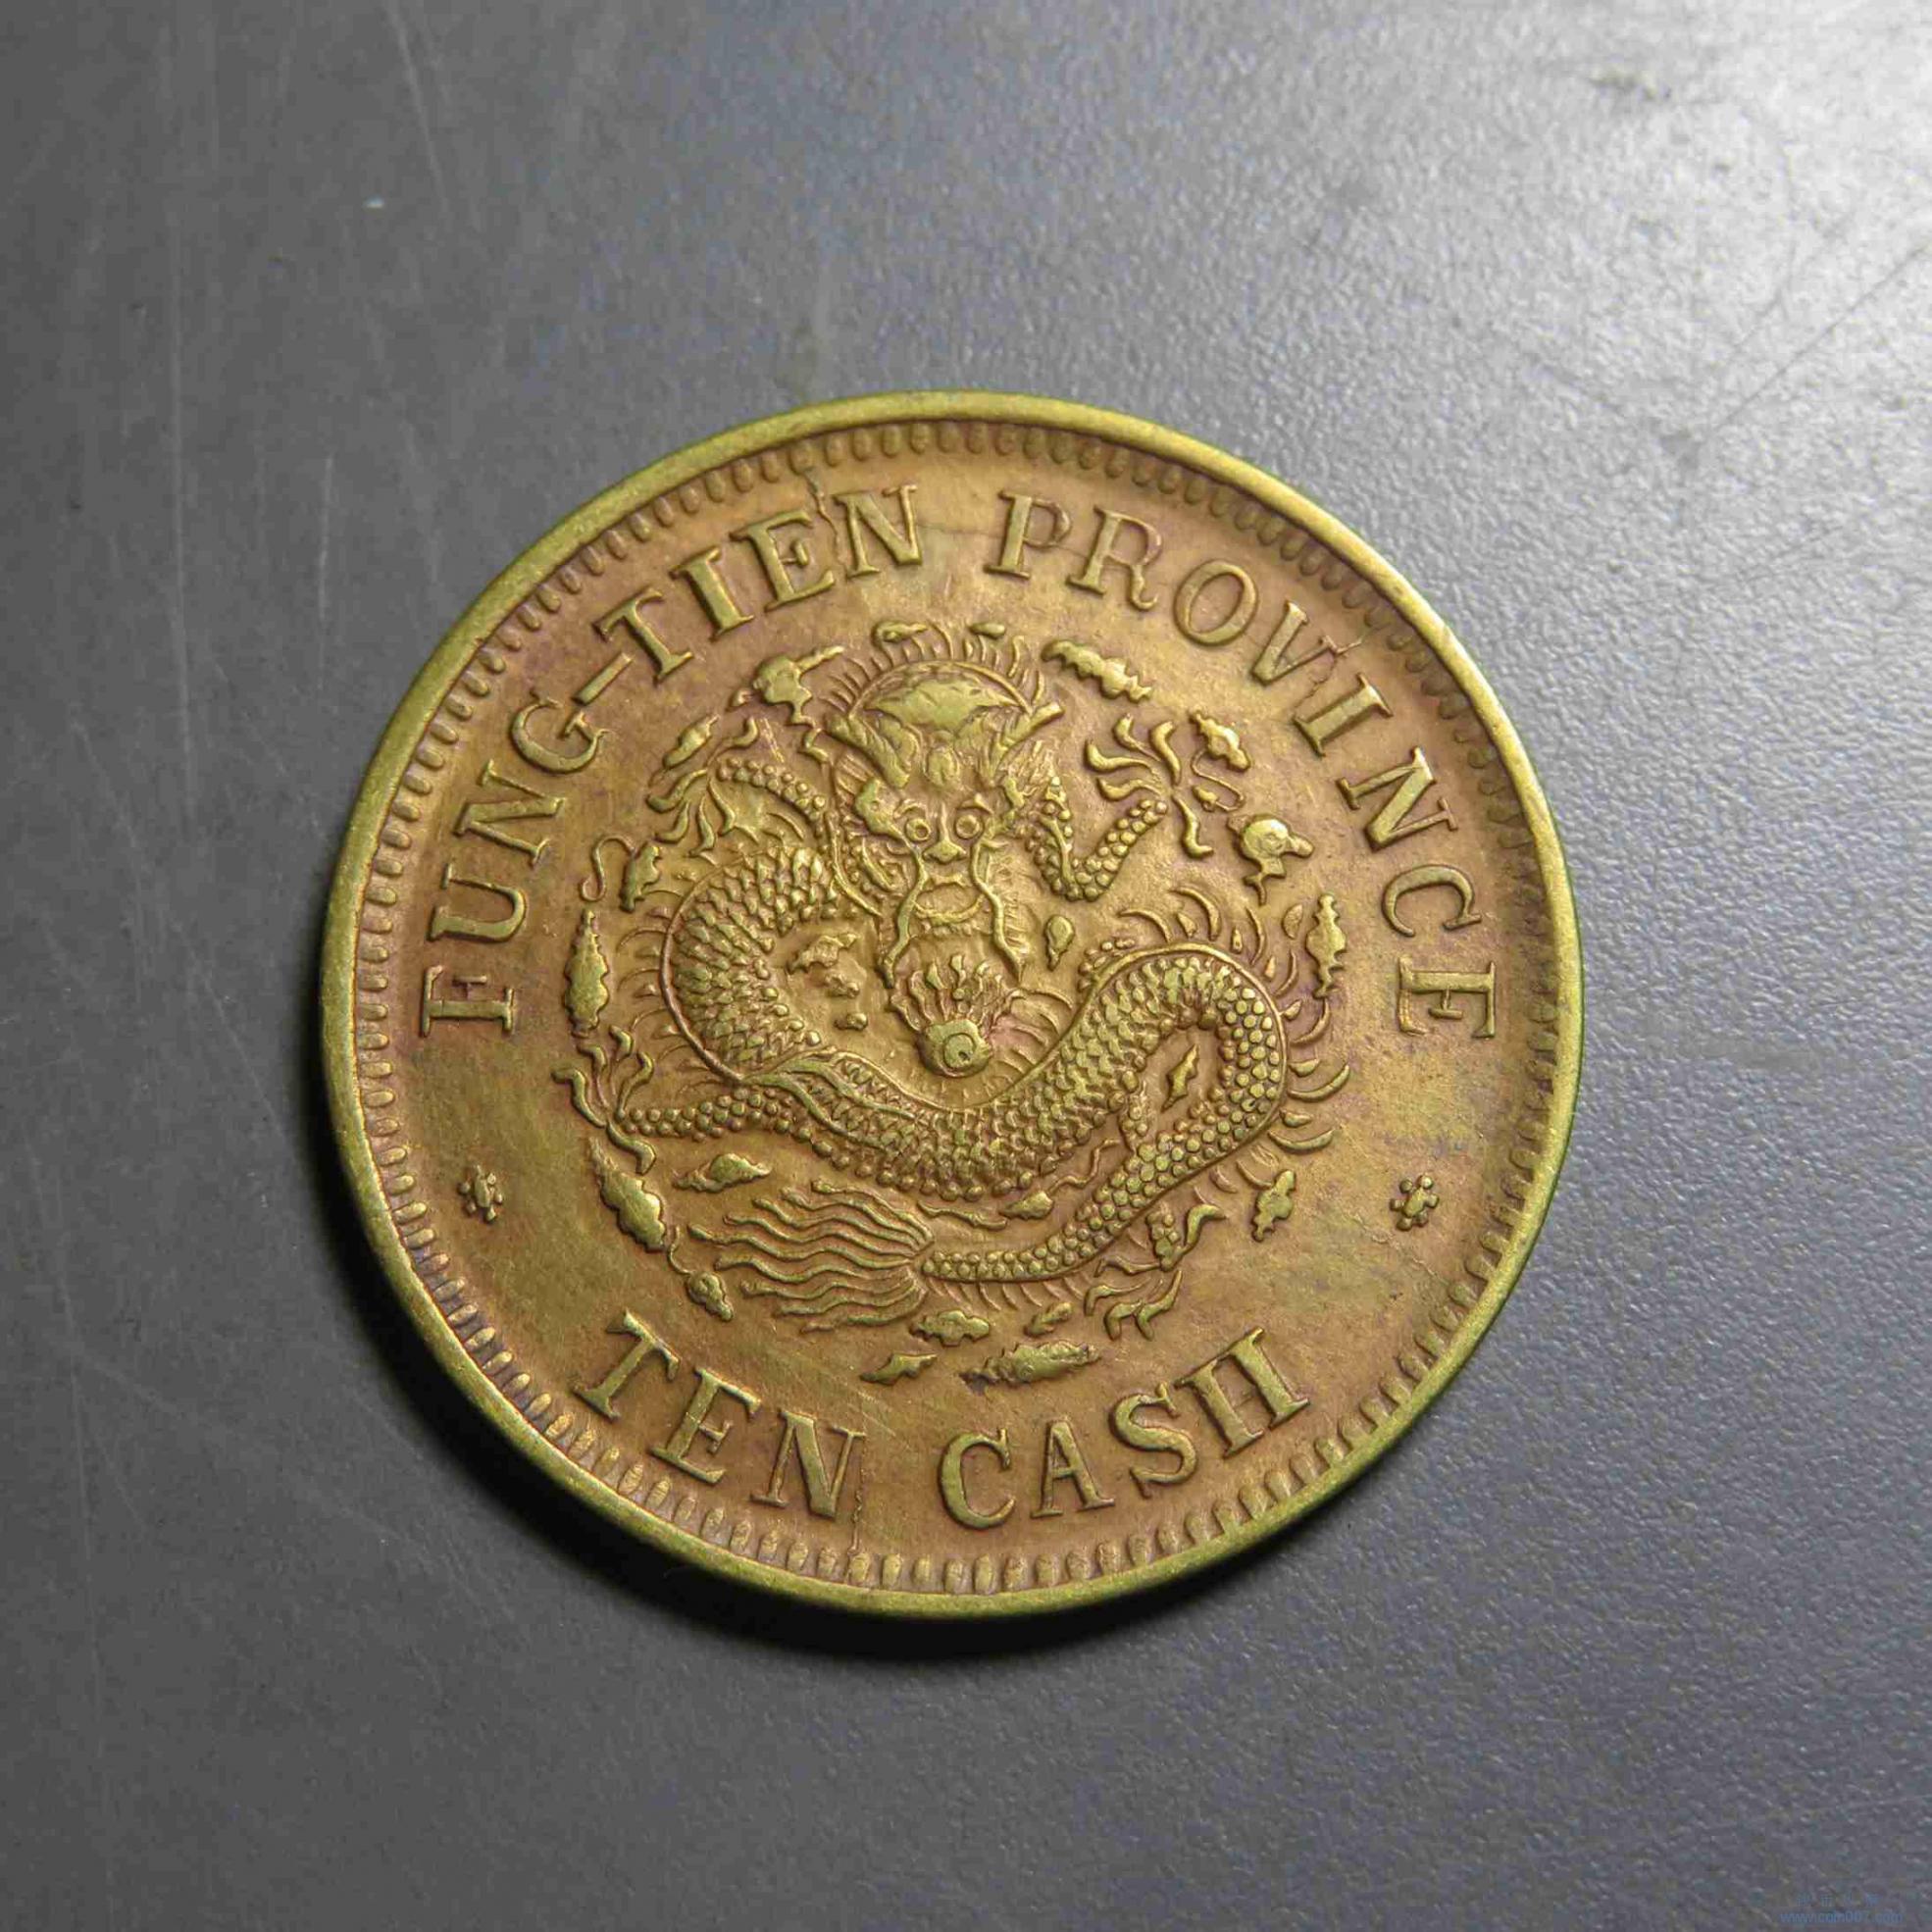 FUNG-TIEN PROVINCE
TEN CASH